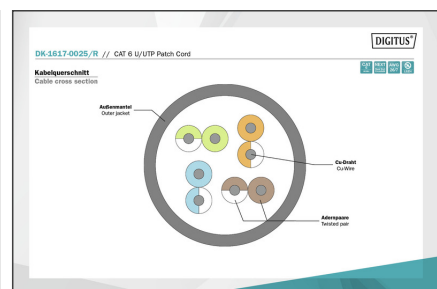 DIGITUS®
DK-1617-0025/R // CAT 6 U/UTP Patch Cord
Kabelquerschnitt
Cable cross section
Außenmantel
Outer jacket
Cu-Draht
Cu-Wire
Adernpaare
Twisted pair